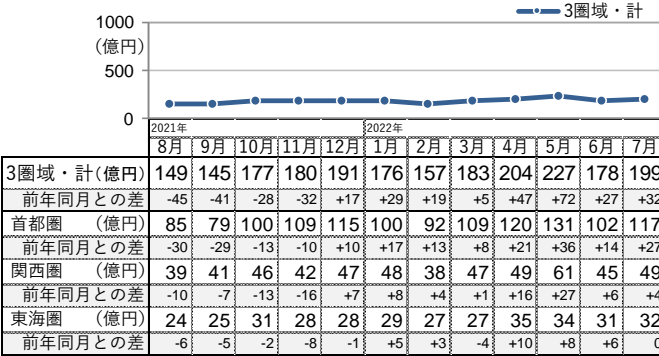 3圏域・計
1000
（億円）
500
0
2021年 2022年
8月 9月 10月 11月 12月 1月 2月 3月 4月 5月 6月 7月
3圏域・計(億円) 149 145 177 180 191 176 157 183 204 227 178 199
前年同月との差 -45 -41 -28 -32 +17 +29 +19 +5 +47 +72 +27 +32
首都圏 （億円） 85 79 100 109 115 100 92 109 120 131 102 117
前年同月との差 -30 -29 -13 -10 +10 +17 +13 +8 +21 +36 +14 +27
関西圏 （億円） 39 41 46 42 47 48 38 47 49 61 45 49
前年同月との差 -10 -7 -13 -16 +7 +8 +4 +1 +16 +27 +6 +4
東海圏 （億円） 24 25 31 28 28 29 27 27 35 34 31 32
前年同月との差 -6 -5 -2 -8 -1 +5 +3 -4 +10 +8 +6 0